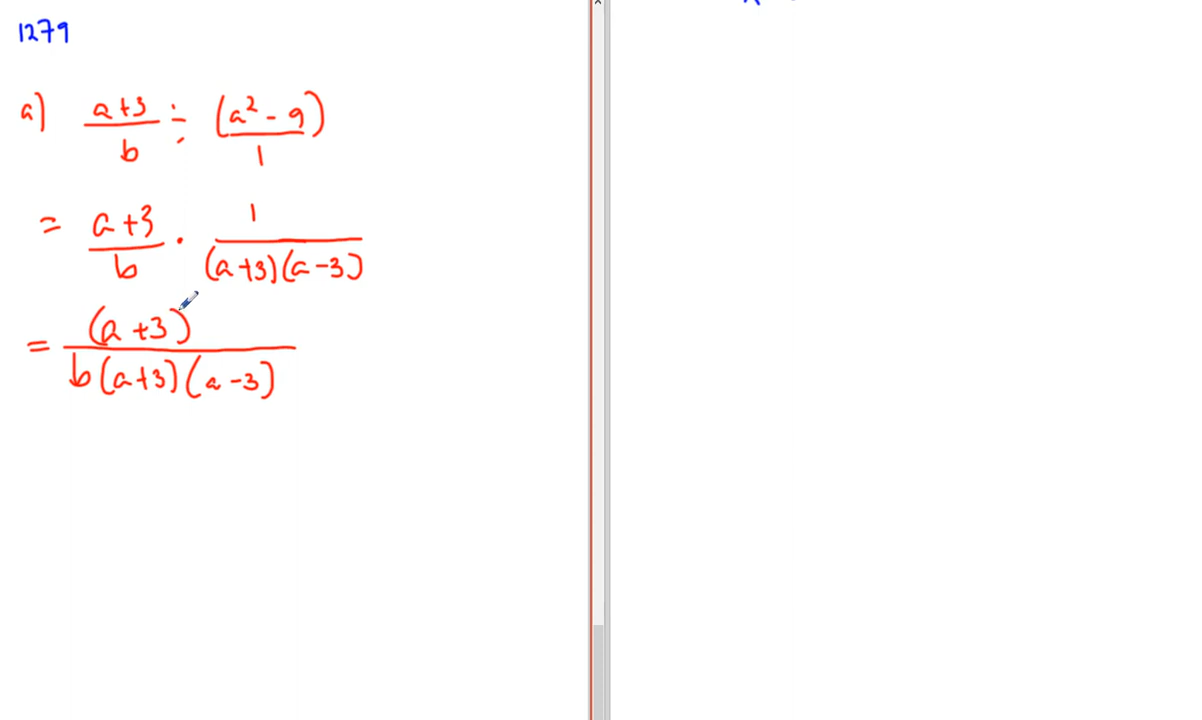 1279
a) (a+3)/b ÷ (a² - 9)/1
= (a+3)/b · 1/((a+3)(a-3))
= (a+3)/(b(a+3)(a-3))